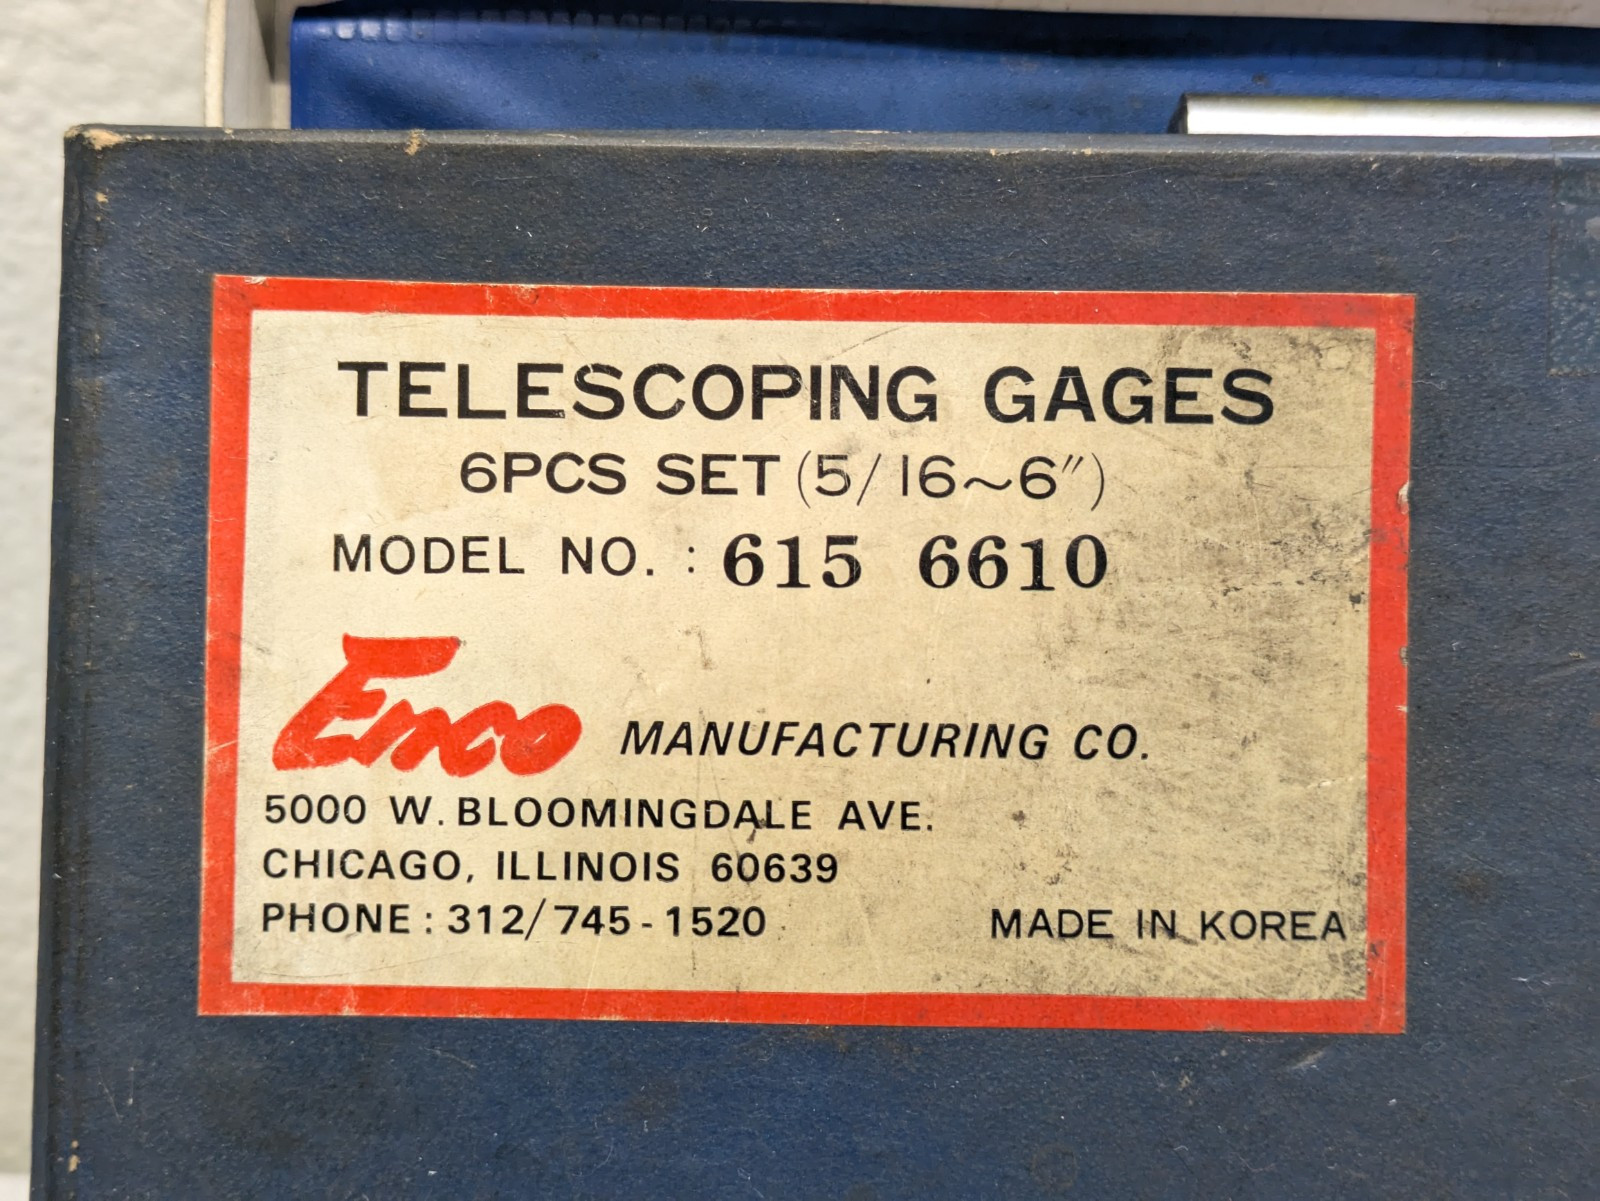 TELESCOPING GAGES
6PCS SET (5/16~6")
MODEL NO. : 615 6610
Enco MANUFACTURING CO.
5000 W. BLOOMINGDALE AVE.
CHICAGO, ILLINOIS 60639
PHONE : 312/745-1520
MADE IN KOREA